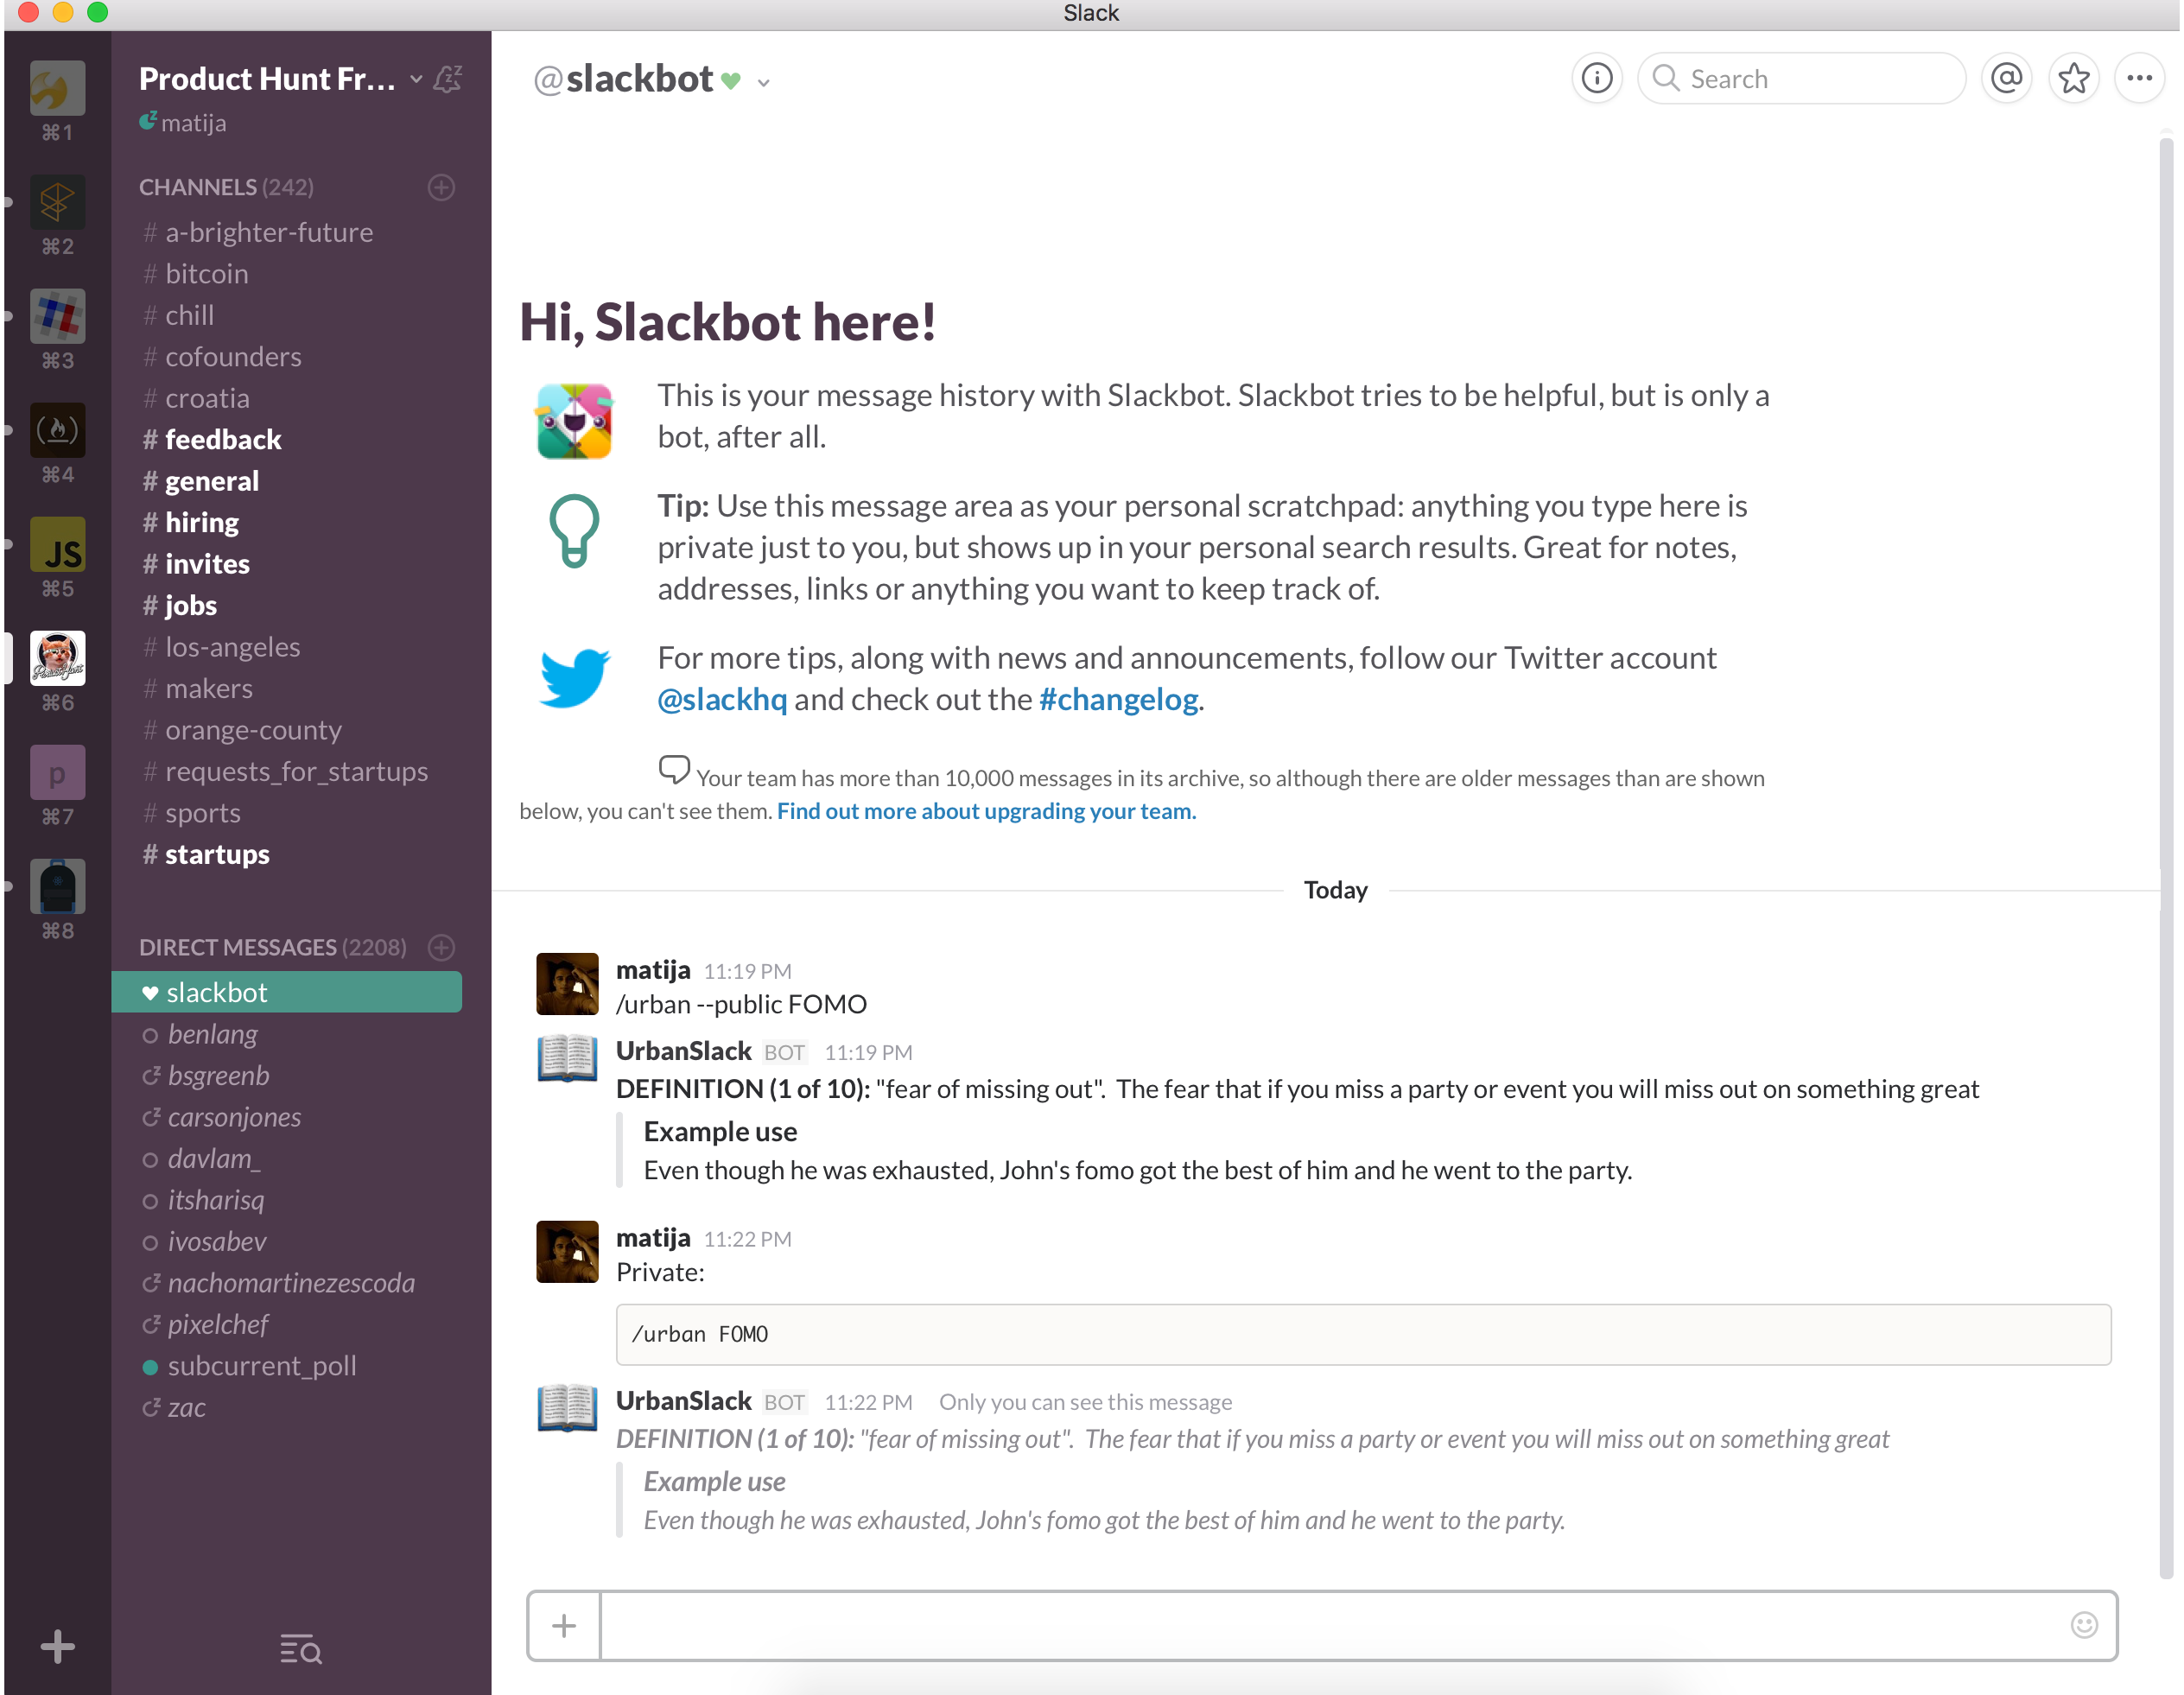 Slack
⌘1
⌘2
⌘3
⌘4
JS
⌘5
⌘6
p
⌘7
⌘8
Product Hunt Fr...
matija
CHANNELS (242)
# a-brighter-future
# bitcoin
# chill
# cofounders
# croatia
# feedback
# general
# hiring
# invites
# jobs
# los-angeles
# makers
# orange-county
# requests_for_startups
# sports
# startups
DIRECT MESSAGES (2208)
slackbot
benlang
bsgreenb
carsonjones
davlam_
itsharisq
ivosabev
nachomartinezescoda
pixelchef
subcurrent_poll
zac
@slackbot
Search
Hi, Slackbot here!
This is your message history with Slackbot. Slackbot tries to be helpful, but is only a
bot, after all.
Tip: Use this message area as your personal scratchpad: anything you type here is
private just to you, but shows up in your personal search results. Great for notes,
addresses, links or anything you want to keep track of.
For more tips, along with news and announcements, follow our Twitter account
@slackhq and check out the #changelog.
Your team has more than 10,000 messages in its archive, so although there are older messages than are shown
below, you can't see them. Find out more about upgrading your team.
Today
matija 11:19 PM
/urban --public FOMO
UrbanSlack BOT 11:19 PM
DEFINITION (1 of 10): "fear of missing out".  The fear that if you miss a party or event you will miss out on something great
Example use
Even though he was exhausted, John's fomo got the best of him and he went to the party.
matija 11:22 PM
Private:
/urban FOMO
UrbanSlack BOT 11:22 PM Only you can see this message
DEFINITION (1 of 10): "fear of missing out".  The fear that if you miss a party or event you will miss out on something great
Example use
Even though he was exhausted, John's fomo got the best of him and he went to the party.